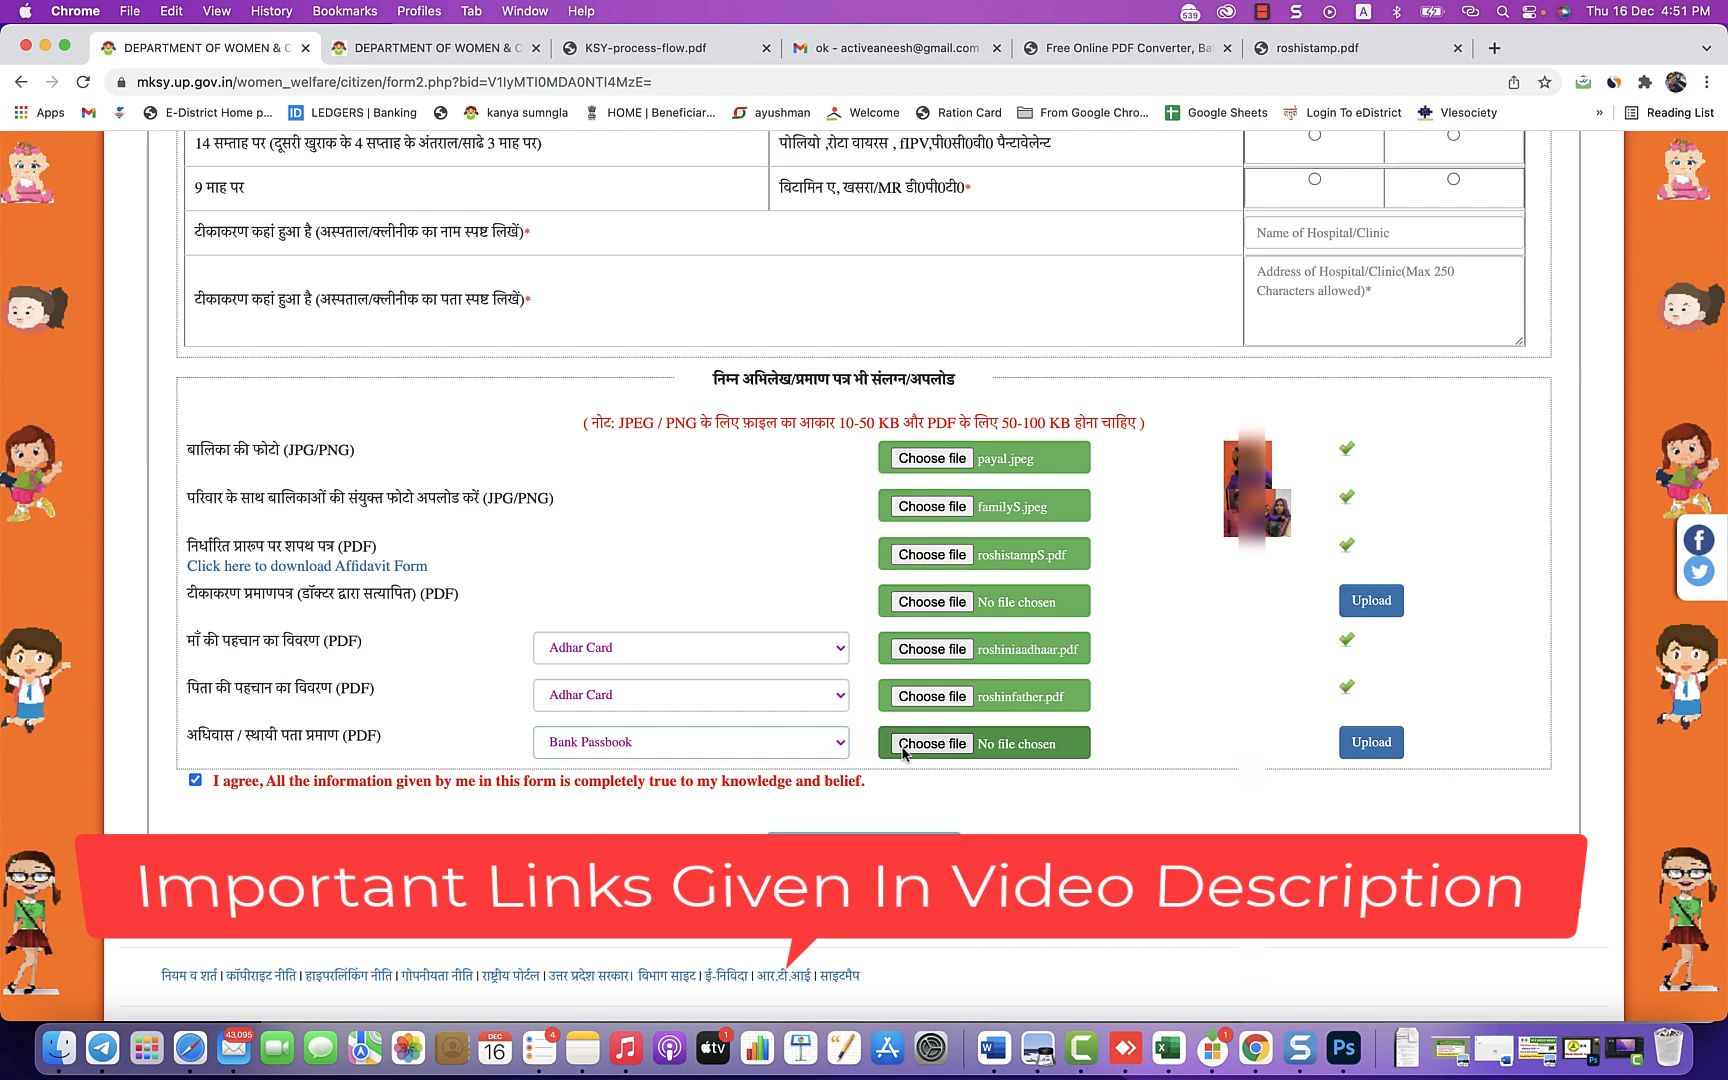 Chrome File Edit View History Bookmarks Profiles Tab Window Help
539 A Thu 16 Dec 4:51 PM
DEPARTMENT OF WOMEN & C DEPARTMENT OF WOMEN & C KSY-process-flow.pdf ok - activeaneesh@gmail.com Free Online PDF Converter, Ba roshistamp.pdf
mksy.up.gov.in/women_welfare/citizen/form2.php?bid=V1IyMTI0MDA0NTI4MzE=
Apps E-District Home p... LEDGERS | Banking kanya sumngla HOME | Beneficiar... ayushman Welcome Ration Card From Google Chro... Google Sheets Login To eDistrict Vlesociety » Reading List
14 सप्ताह पर (दूसरी खुराक के 4 सप्ताह के अंतराल/साढे 3 माह पर) पोलियो ,रोटा वायरस , fIPV,पी0सी0वी0 पैन्टावेलेन्ट
9 माह पर विटामिन ए, खसरा/MR डी0पी0टी0*
टीकाकरण कहां हुआ है (अस्पताल/क्लीनीक का नाम स्पष्ट लिखें)* Name of Hospital/Clinic
टीकाकरण कहां हुआ है (अस्पताल/क्लीनीक का पता स्पष्ट लिखें)* Address of Hospital/Clinic(Max 250
Characters allowed)*
निम्न अभिलेख/प्रमाण पत्र भी संलग्न/अपलोड
( नोट: JPEG / PNG के लिए फ़ाइल का आकार 10-50 KB और PDF के लिए 50-100 KB होना चाहिए )
बालिका की फोटो (JPG/PNG) Choose file payal.jpeg
परिवार के साथ बालिकाओं की संयुक्त फोटो अपलोड करें (JPG/PNG) Choose file familyS.jpeg
निर्धारित प्रारूप पर शपथ पत्र (PDF) Choose file roshistampS.pdf
Click here to download Affidavit Form
टीकाकरण प्रमाणपत्र (डॉक्टर द्वारा सत्यापित) (PDF) Choose file No file chosen Upload
माँ की पहचान का विवरण (PDF) Adhar Card Choose file roshiniaadhaar.pdf
पिता की पहचान का विवरण (PDF) Adhar Card Choose file roshinfather.pdf
अधिवास / स्थायी पता प्रमाण (PDF) Bank Passbook Choose file No file chosen Upload
I agree, All the information given by me in this form is completely true to my knowledge and belief.
Important Links Given In Video Description
नियम व शर्त | कॉपीराइट नीति | हाइपरलिंकिंग नीति | गोपनीयता नीति | राष्ट्रीय पोर्टल | उत्तर प्रदेश सरकार। विभाग साइट | ई-निविदा | आर.टी.आई | साइटमैप
43,095 DEC 16 4 tv 1 W X 1 S Ps